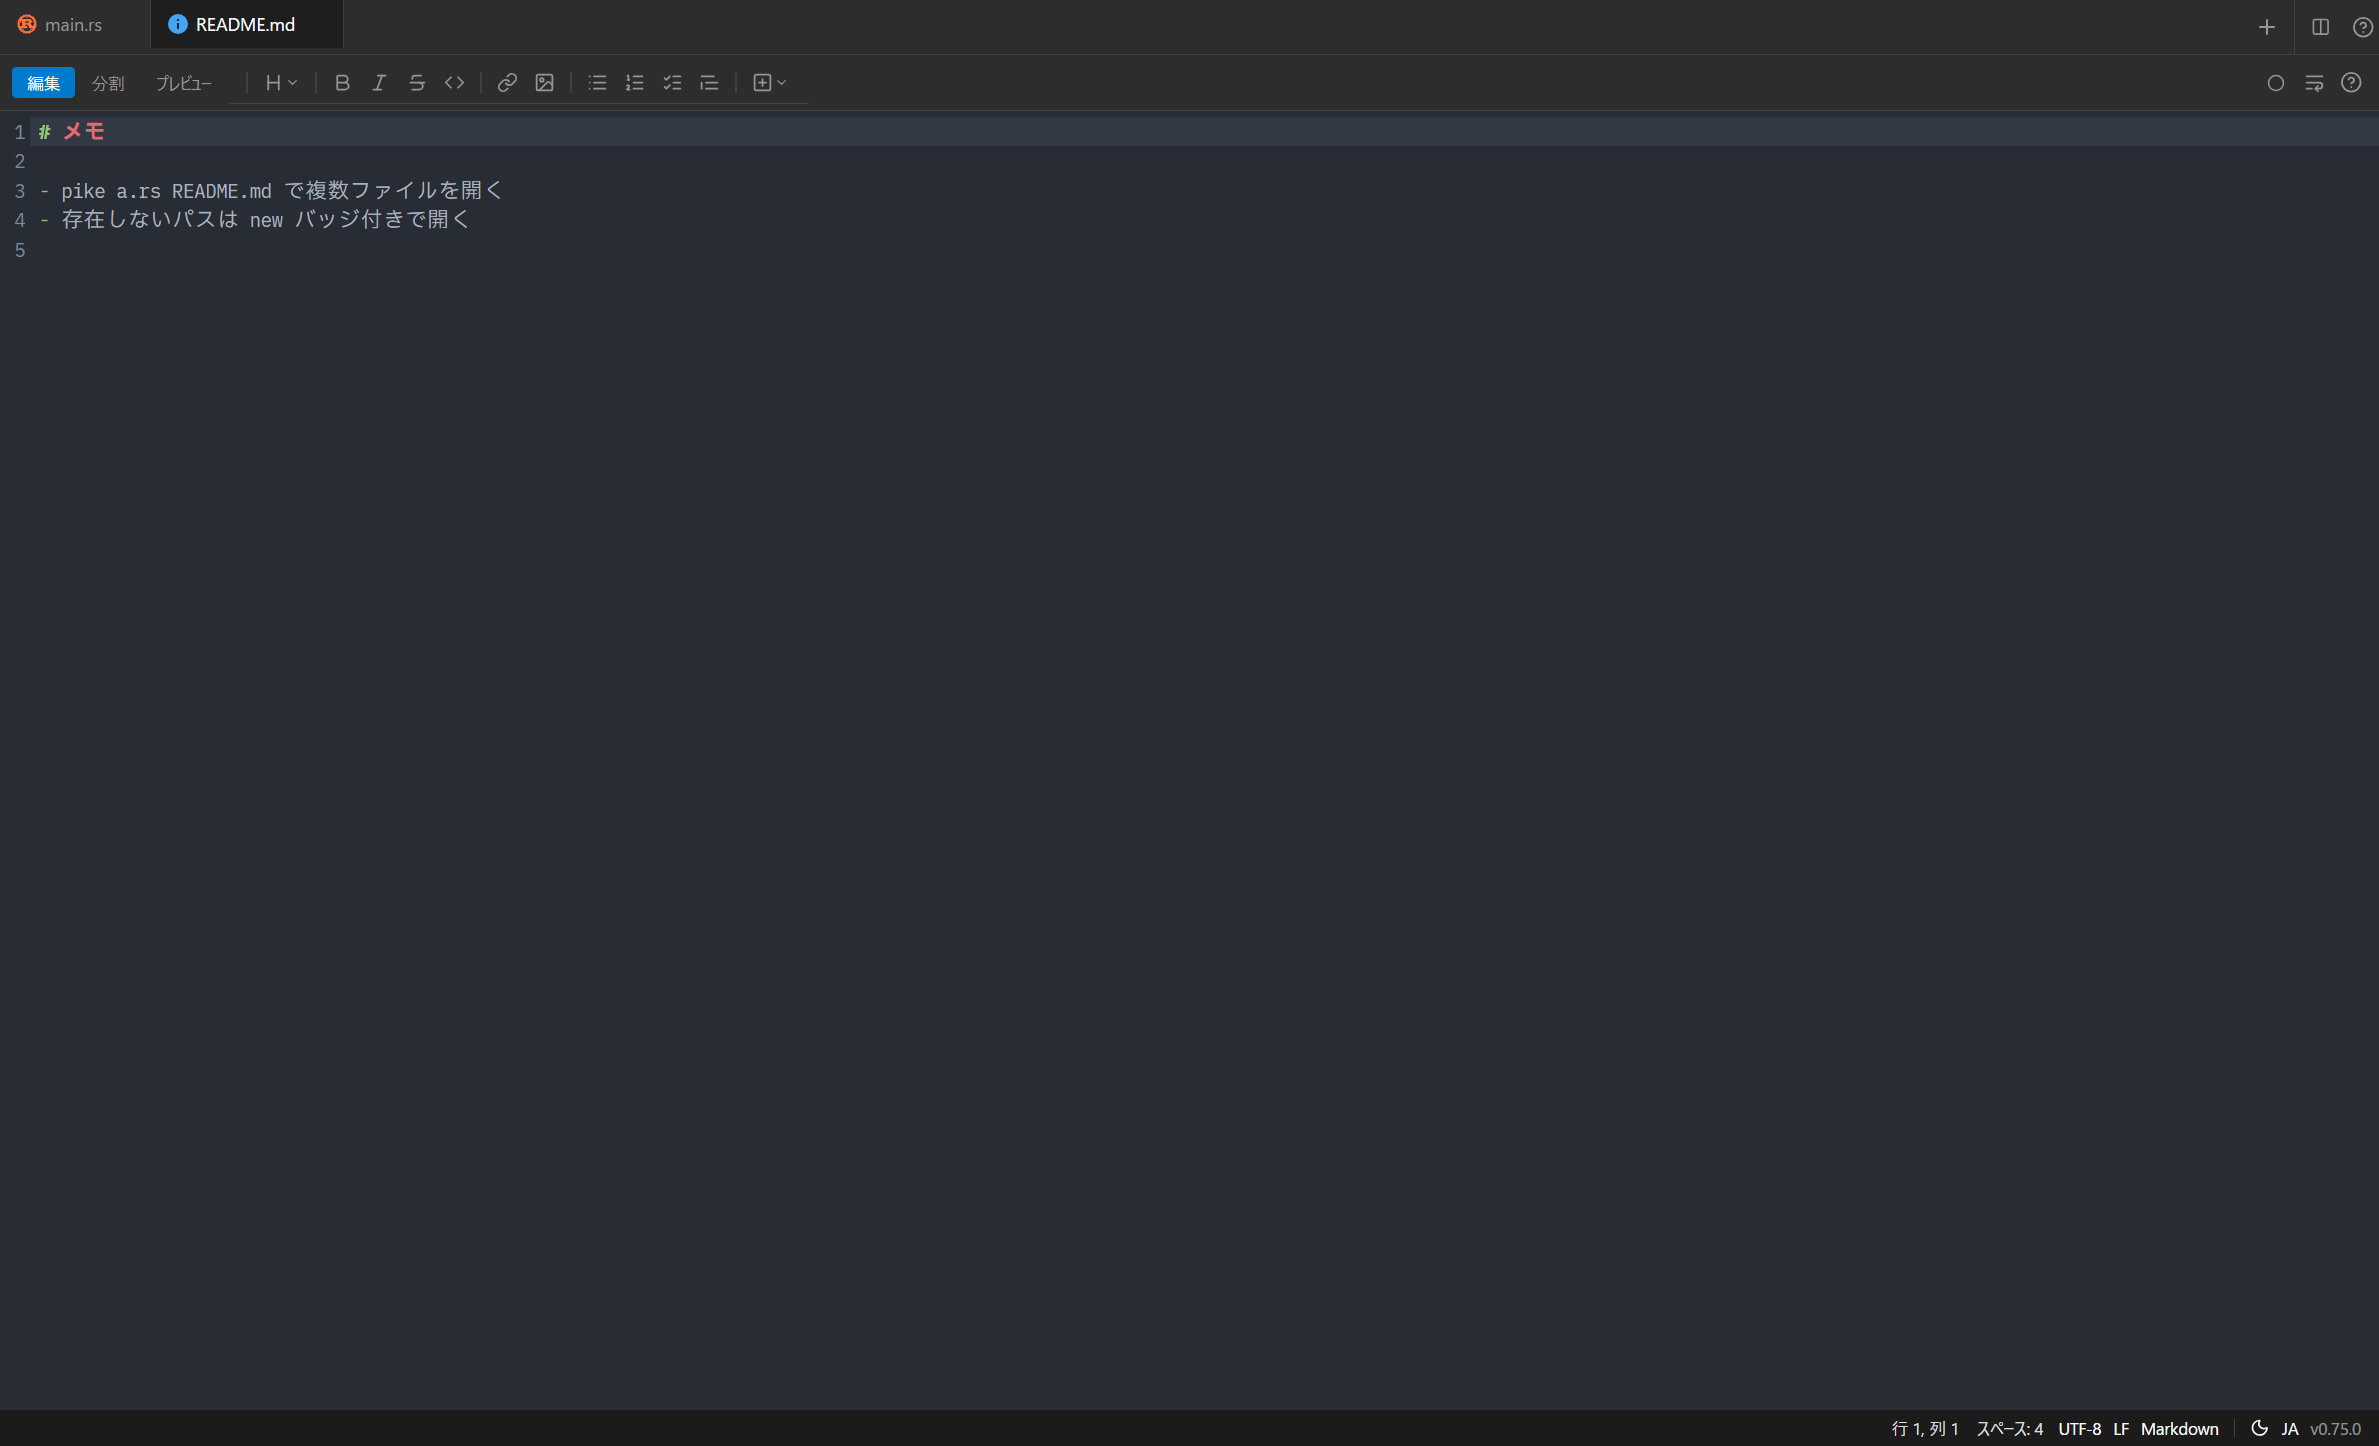 main.rs
README.md
編集 分割 プレビュー H
1 # メモ
2
3 - pike a.rs README.md で複数ファイルを開く
4 - 存在しないパスは new バッジ付きで開く
5
行 1, 列 1 スペース: 4 UTF-8 LF Markdown JA v0.75.0